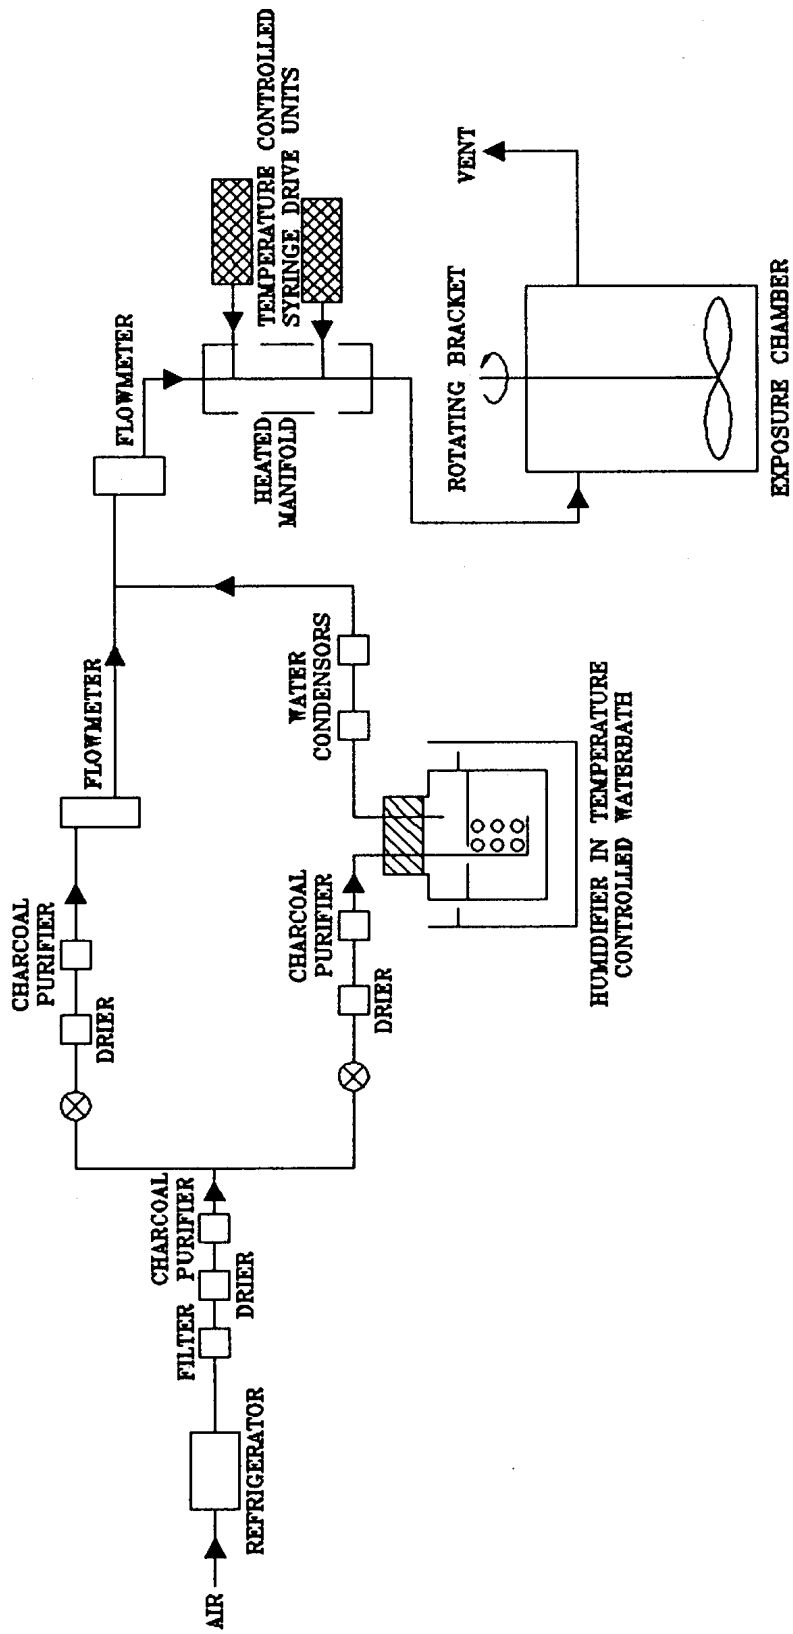 AIR
REFRIGERATOR
FILTER
DRIER
CHARCOAL
PURIFIER
CHARCOAL
PURIFIER
DRIER
FLOWMETER
CHARCOAL
PURIFIER
DRIER
HUMIDIFIER IN TEMPERATURE
CONTROLLED WATERBATH
WATER
CONDENSORS
FLOWMETER
HEATED
MANIFOLD
TEMPERATURE CONTROLLED
SYRINGE DRIVE UNITS
ROTATING BRACKET
VENT
EXPOSURE CHAMBER